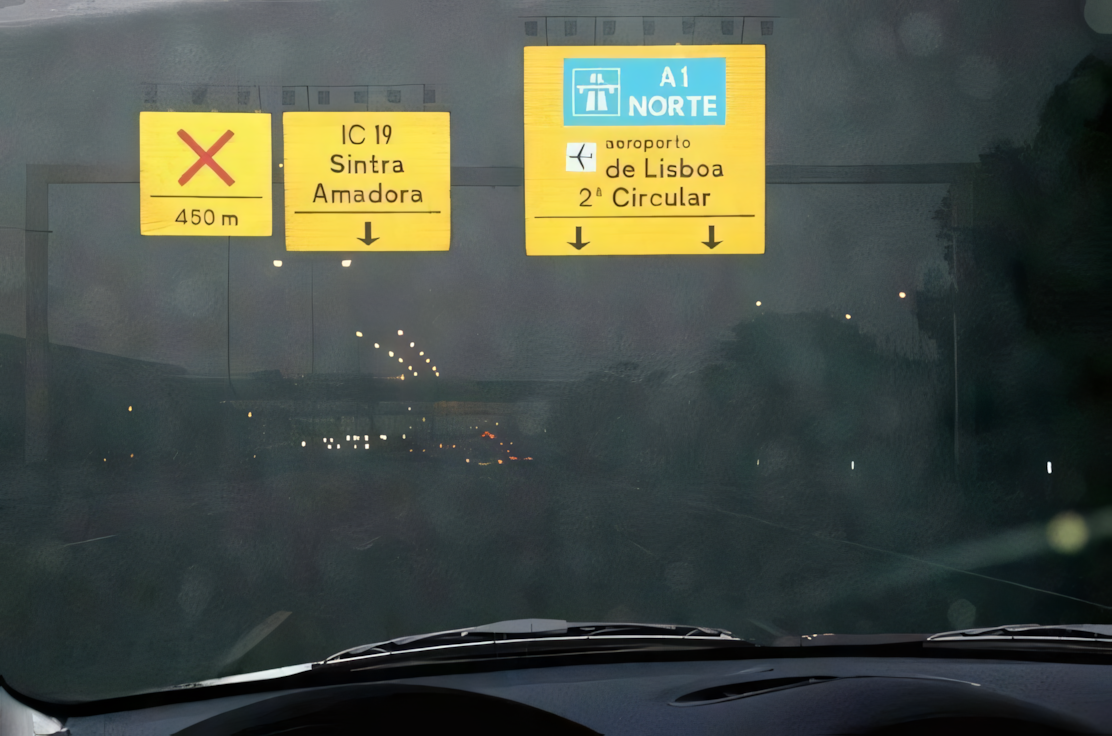 450 m
IC 19
Sintra
Amadora
A1
NORTE
aeroporto
de Lisboa
2ª Circular